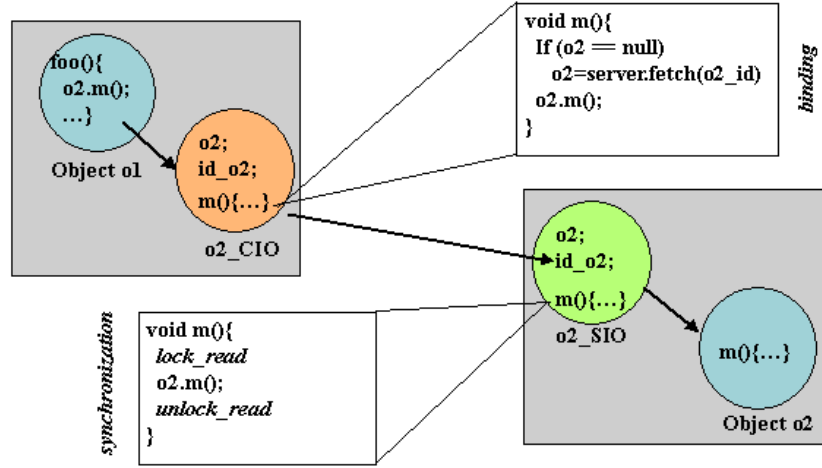 foo(){
o2.m();
...}
Object o1
o2;
id_o2;
m(){...}
o2_CIO
void m(){
If (o2 == null)
o2=server.fetch(o2_id)
o2.m();
}
binding
o2;
id_o2;
m(){...}
o2_SIO
m(){...}
Object o2
synchronization
void m(){
lock_read
o2.m();
unlock_read
}